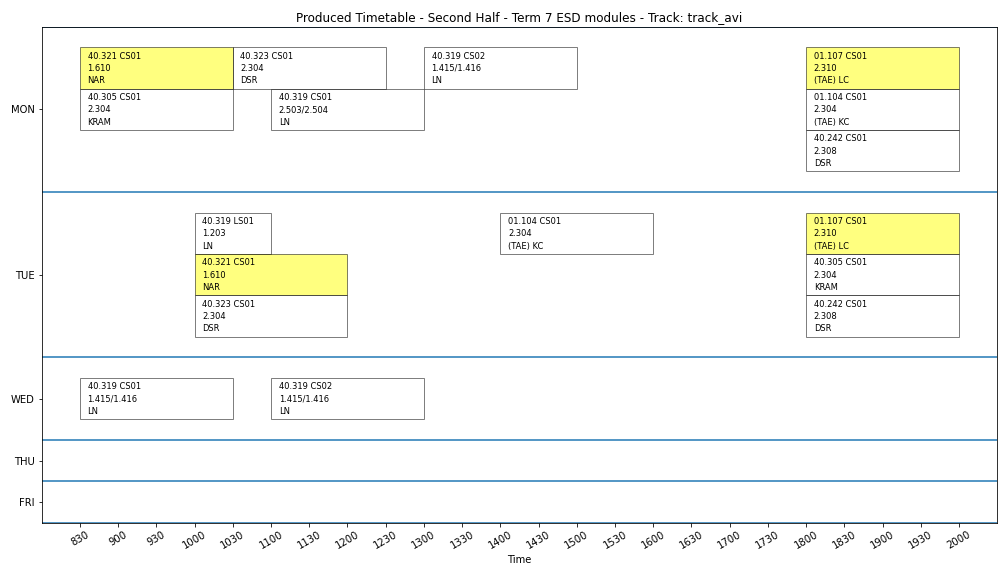 Produced Timetable - Second Half - Term 7 ESD modules - Track: track_avi
MON
40.321 CS01
1.610
NAR
40.323 CS01
2.304
DSR
40.319 CS02
1.415/1.416
LN
01.107 CS01
2.310
(TAE) LC
40.305 CS01
2.304
KRAM
40.319 CS01
2.503/2.504
LN
01.104 CS01
2.304
(TAE) KC
40.242 CS01
2.308
DSR
TUE
40.319 LS01
1.203
LN
01.104 CS01
2.304
(TAE) KC
01.107 CS01
2.310
(TAE) LC
40.321 CS01
1.610
NAR
40.305 CS01
2.304
KRAM
40.323 CS01
2.304
DSR
40.242 CS01
2.308
DSR
WED
40.319 CS01
1.415/1.416
LN
40.319 CS02
1.415/1.416
LN
THU
FRI
830 900 930 1000 1030 1100 1130 1200 1230 1300 1330 1400 1430 1500 1530 1600 1630 1700 1730 1800 1830 1900 1930 2000
Time